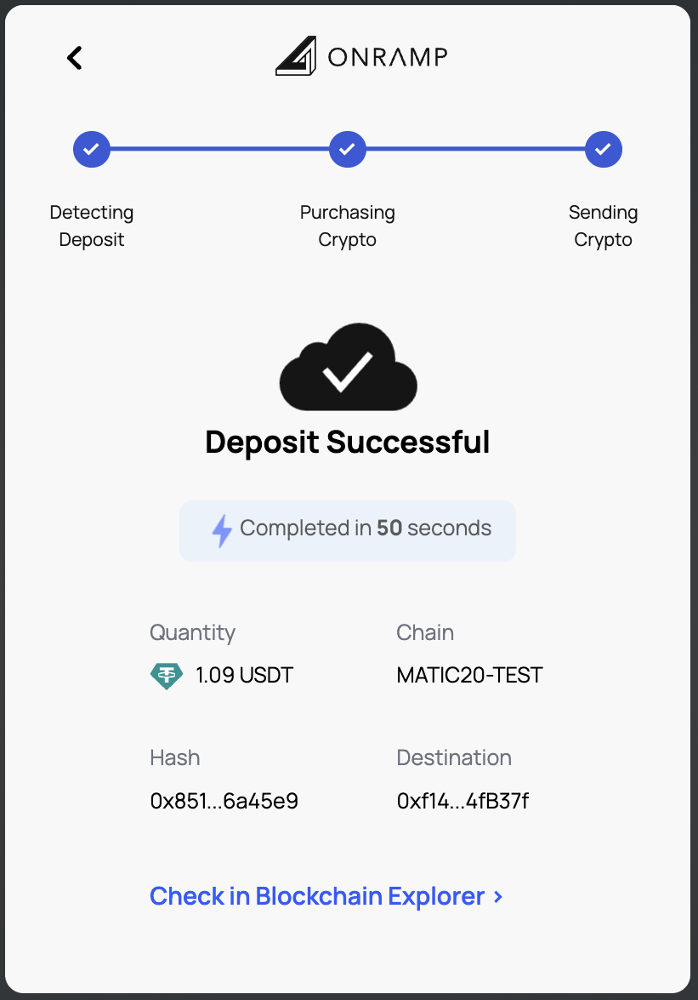 ONRAMP
Detecting
Deposit
Purchasing
Crypto
Sending
Crypto
Deposit Successful
Completed in 50 seconds
Quantity
Chain
1.09 USDT
MATIC20-TEST
Hash
Destination
0x851...6a45e9
0xf14...4fB37f
Check in Blockchain Explorer >